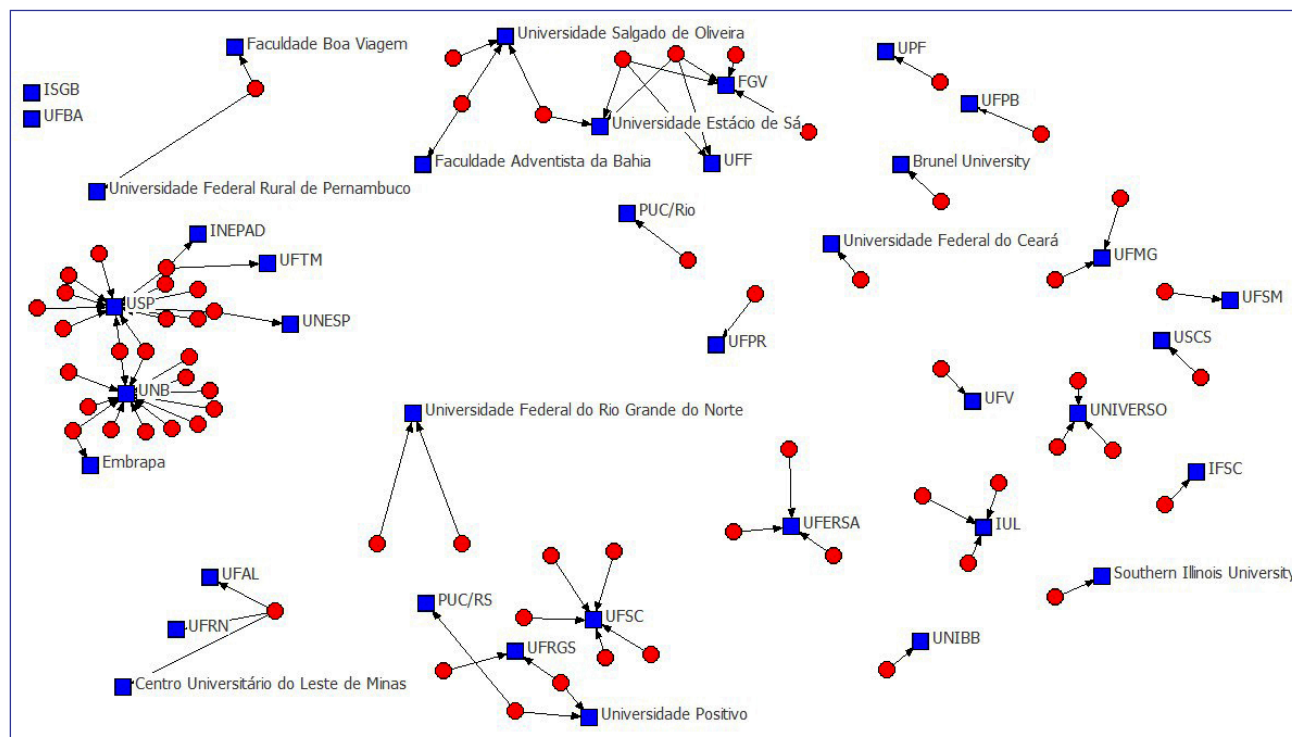 Faculdade Boa Viagem
Universidade Salgado de Oliveira
UPF
ISGB
FGV
UFPB
UFBA
Universidade Estácio de Sá
Faculdade Adventista da Bahia
UFF
Brunel University
Universidade Federal Rural de Pernambuco
PUC/Rio
INEPAD
Universidade Federal do Ceará
UFMG
UFTM
UFSM
USP
UNESP
USCS
UFPR
UNB
UFV
Universidade Federal do Rio Grande do Norte
UNIVERSO
Embrapa
IFSC
UFERSA
IUL
UFAL
Southern Illinois University
PUC/RS
UFSC
UFRN
UNIBB
UFRGS
Centro Universitário do Leste de Minas
Universidade Positivo